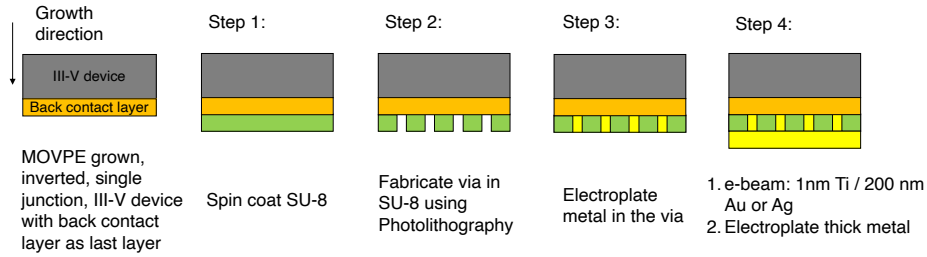 Growth
direction
III-V device
Back contact layer
MOVPE grown,
inverted, single
junction, III-V device
with back contact
layer as last layer
Step 1:
Spin coat SU-8
Step 2:
Fabricate via in
SU-8 using
Photolithography
Step 3:
Electroplate
metal in the via
Step 4:
1. e-beam: 1nm Ti / 200 nm
Au or Ag
2. Electroplate thick metal